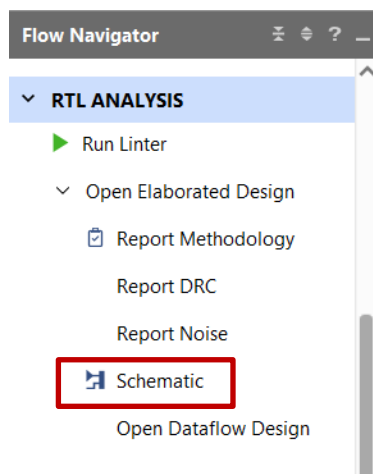 Flow Navigator ?
RTL ANALYSIS
Run Linter
Open Elaborated Design
Report Methodology
Report DRC
Report Noise
Schematic
Open Dataflow Design